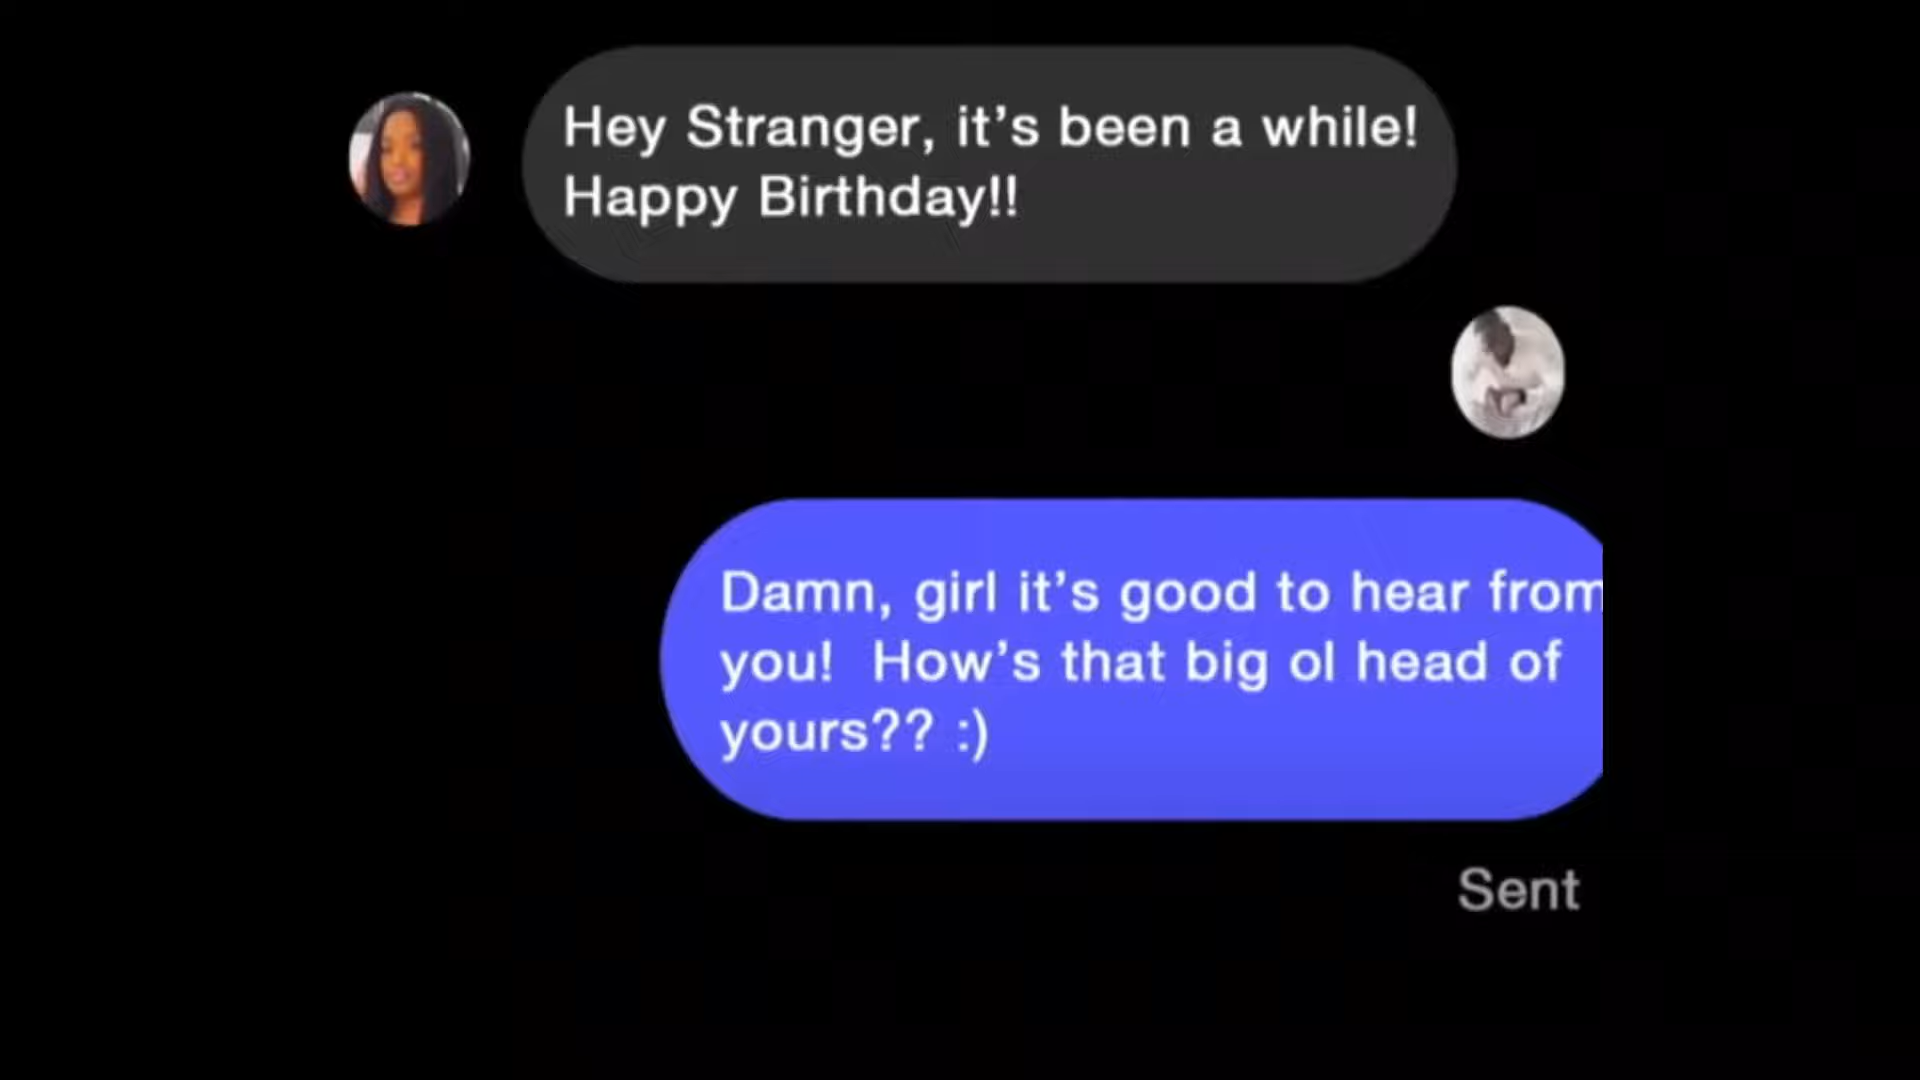 Hey Stranger, it's been a while!
Happy Birthday!!
Damn, girl it's good to hear from
you!  How's that big ol head of
yours?? :)
Sent